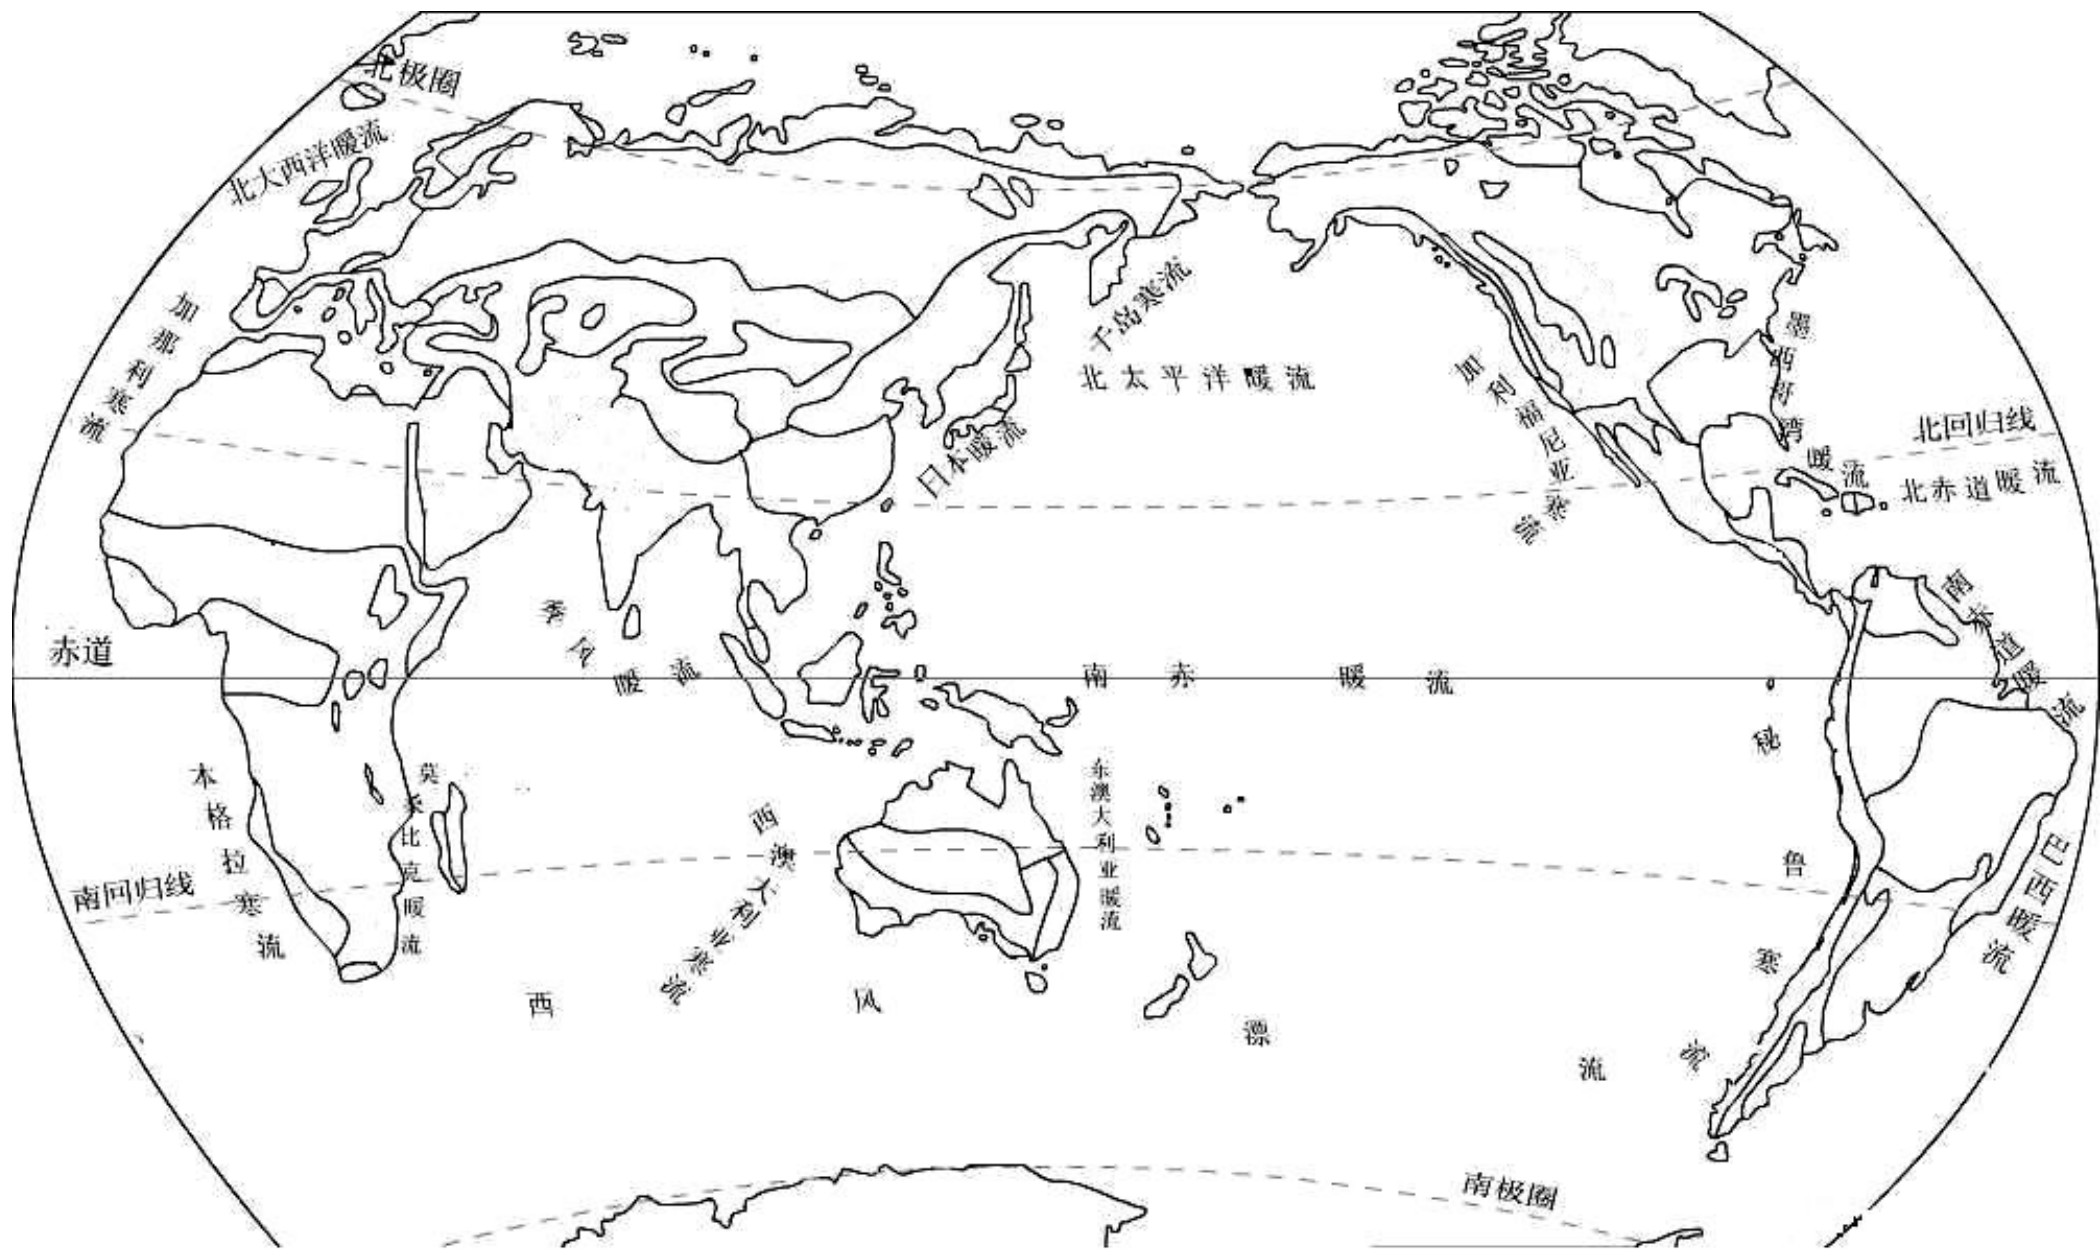 北极圈
北大西洋暖流
加那利寒流
千岛寒流
北太平洋暖流
日本暖流
加利福尼亚寒流
墨西哥湾暖流
北回归线
北赤道暖流
赤道
季风暖流
南赤 暖流
南赤道暖流
本格拉寒流
莫桑比克暖流
西澳大利亚寒流
东澳大利亚暖流
秘鲁寒流
巴西暖流
南回归线
西风漂流
南极圈